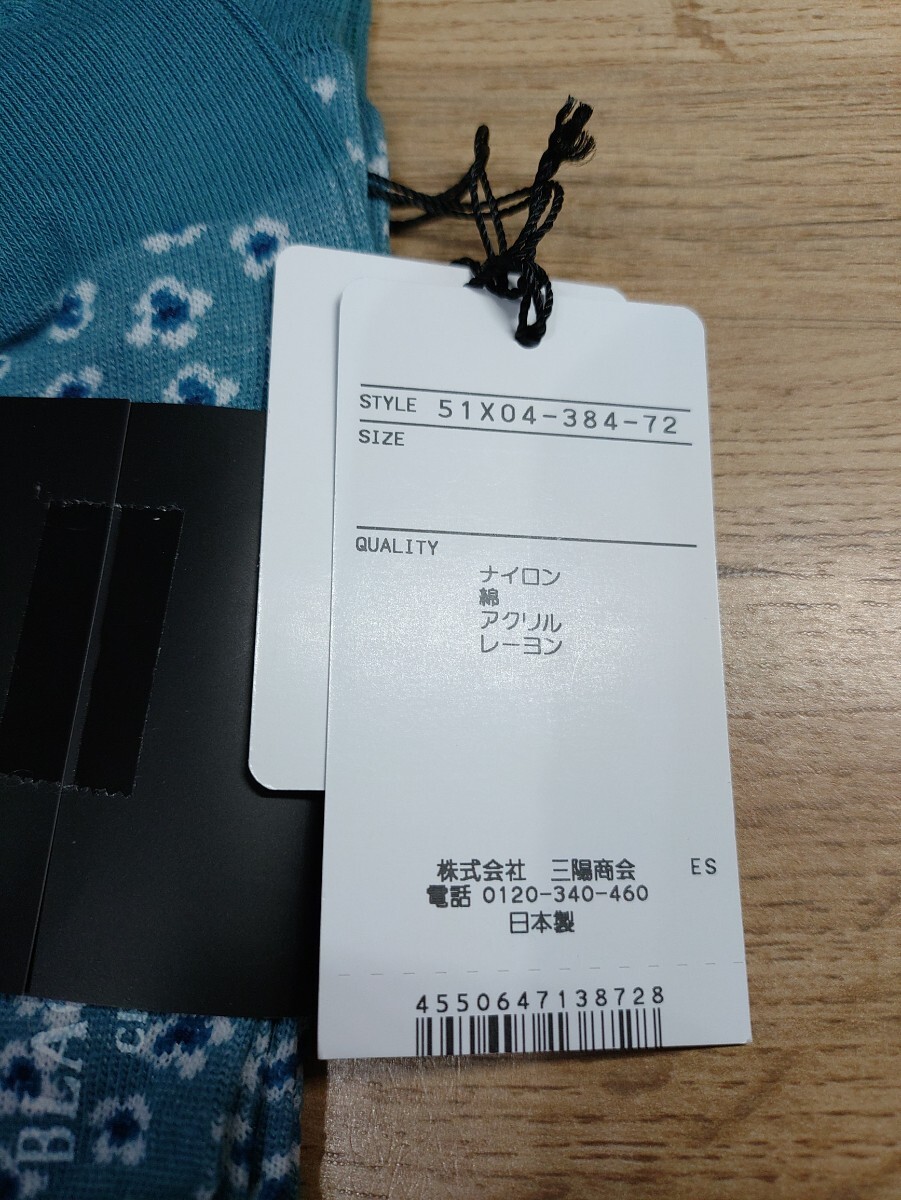 STYLE 51X04-384-72
SIZE
QUALITY
ナイロン
綿
アクリル
レーヨン
株式会社 三陽商会 ES
電話 0120-340-460
日本製
4550647138728
BLA
C